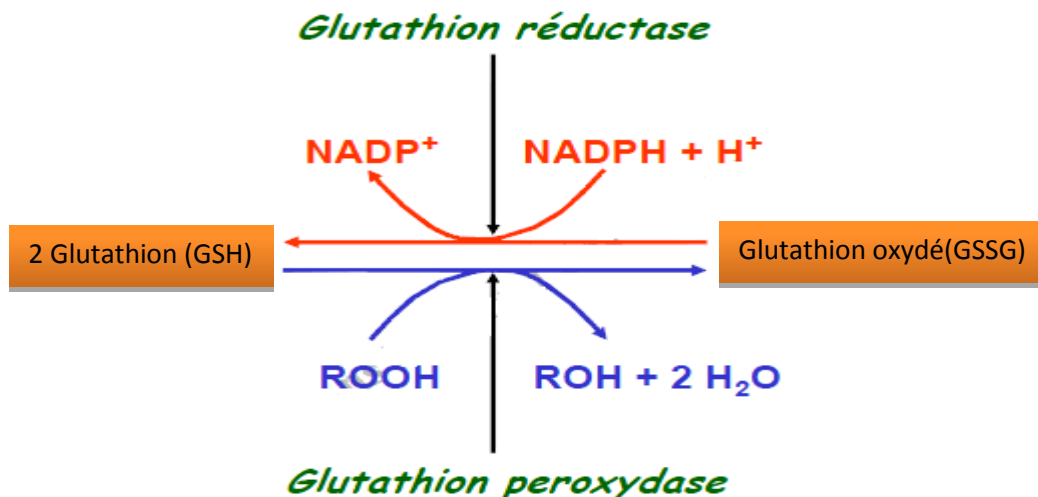 Glutathion réductase
NADP⁺ NADPH + H⁺
2 Glutathion (GSH) Glutathion oxydé(GSSG)
ROOH ROH + 2 H₂O
Glutathion peroxydase